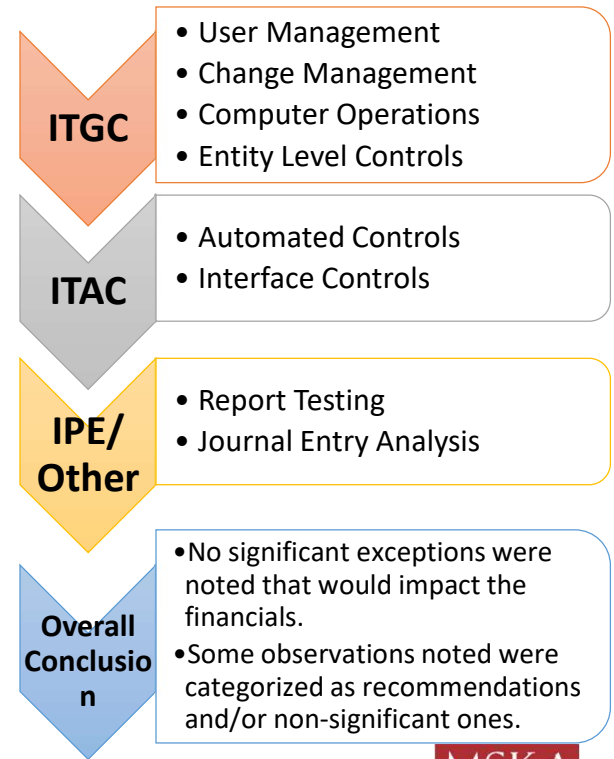 ITGC
• User Management
• Change Management
• Computer Operations
• Entity Level Controls
ITAC
• Automated Controls
• Interface Controls
IPE/
Other
• Report Testing
• Journal Entry Analysis
Overall
Conclusio
n
•No significant exceptions were
noted that would impact the
financials.
•Some observations noted were
categorized as recommendations
and/or non-significant ones.